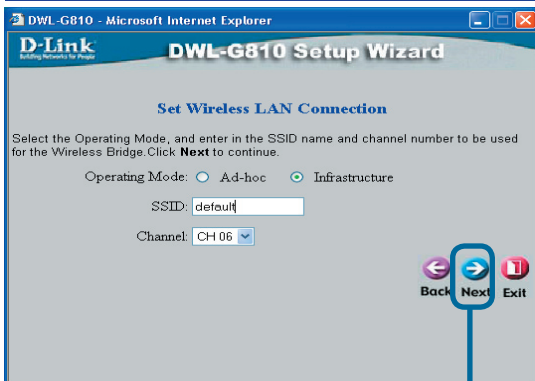 DWL-G810 - Microsoft Internet Explorer
D-Link
Building Networks for People
DWL-G810 Setup Wizard
Set Wireless LAN Connection
Select the Operating Mode, and enter in the SSID name and channel number to be used
for the Wireless Bridge.Click Next to continue.
Operating Mode: Ad-hoc Infrastructure
SSID: default
Channel: CH 06
Back Next Exit